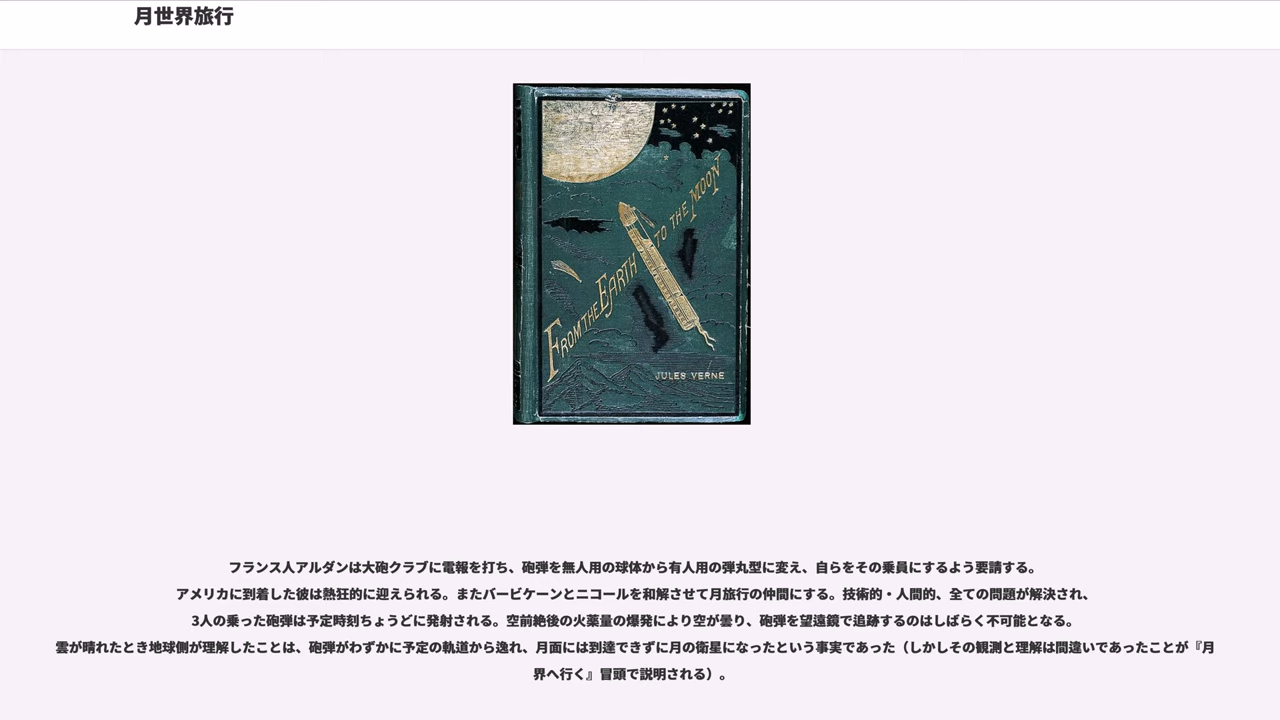 月世界旅行
FROM THE EARTH TO THE MOON
JULES VERNE
フランス人アルダンは大砲クラブに電報を打ち、砲弾を無人用の球体から有人用の弾丸型に変え、自らをその乗員にするよう要請する。
アメリカに到着した彼は熱狂的に迎えられる。またバービケーンとニコールを和解させて月旅行の仲間にする。技術的・人間的、全ての問題が解決され、
3人の乗った砲弾は予定時刻ちょうどに発射される。空前絶後の火薬量の爆発により空が曇り、砲弾を望遠鏡で追跡するのはしばらく不可能となる。
雲が晴れたとき地球側が理解したことは、砲弾がわずかに予定の軌道から逸れ、月面には到達できずに月の衛星になったという事実であった（しかしその観測と理解は間違いであったことが『月
界へ行く』冒頭で説明される）。